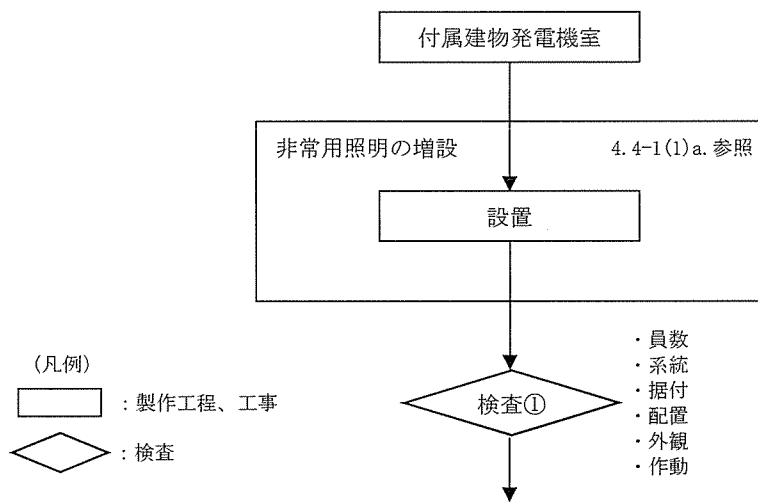 付属建物発電機室
非常用照明の増設 4.4-1(1)a.参照
設置
検査①
・員数
・系統
・据付
・配置
・外観
・作動
(凡例)
：製作工程、工事
：検査